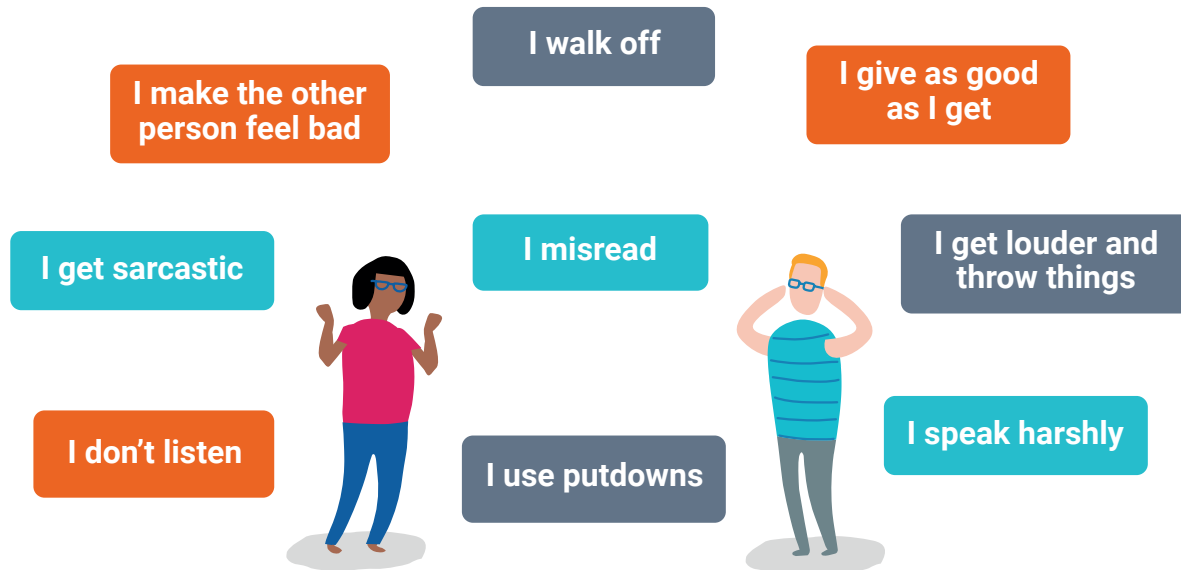 I walk off
I make the other
person feel bad
I give as good
as I get
I get sarcastic
I misread
I get louder and
throw things
I don’t listen
I use putdowns
I speak harshly